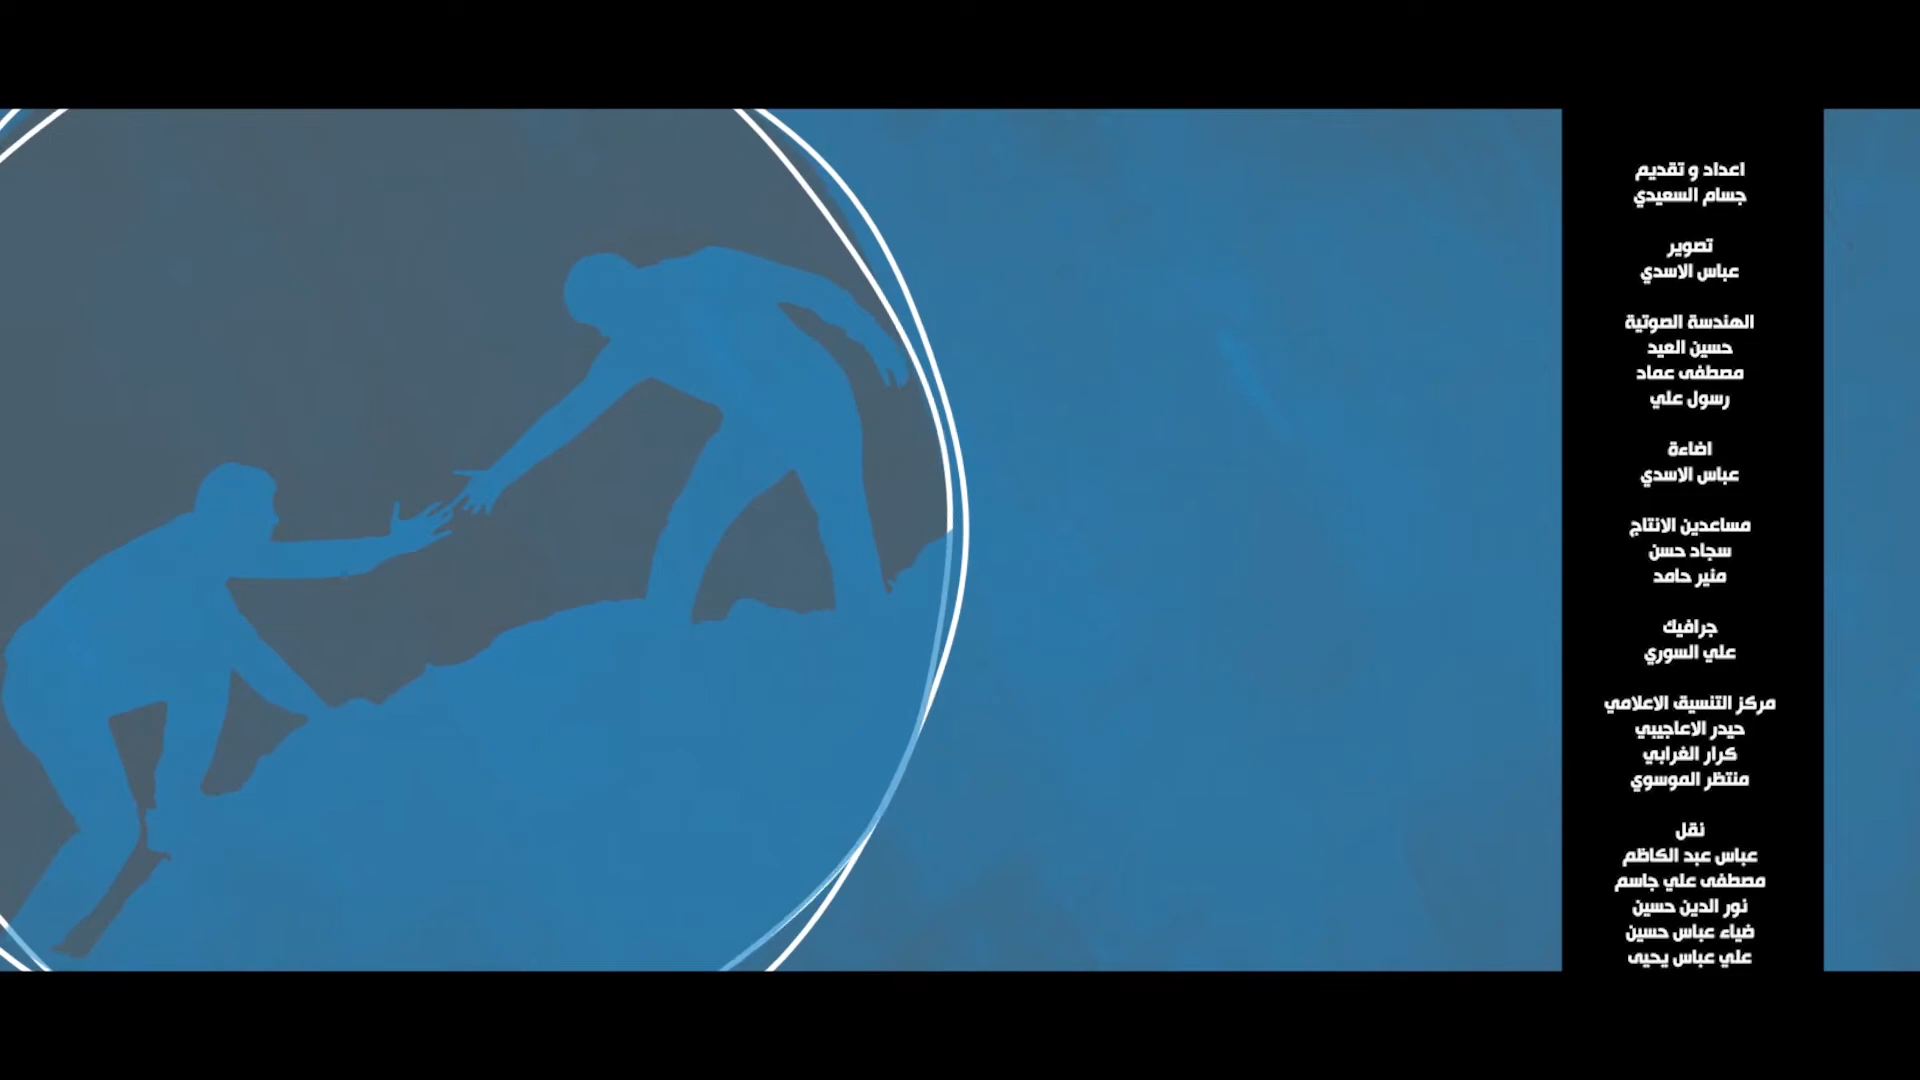 اعداد و تقديم
جسام السعيدي
تصوير
عباس الاسدي
الهندسة الصوتية
حسين العيد
مصطفى عماد
رسول علي
اضاءة
عباس الاسدي
مساعدين الانتاج
سجاد حسن
منير حامد
جرافيك
علي السوري
مركز التنسيق الاعلامي
حيدر الاعاجيبي
كرار الغرابي
منتظر الموسوي
نقل
عباس عبد الكاظم
مصطفى علي جاسم
نور الدين حسين
ضياء عباس حسين
علي عباس يحيى